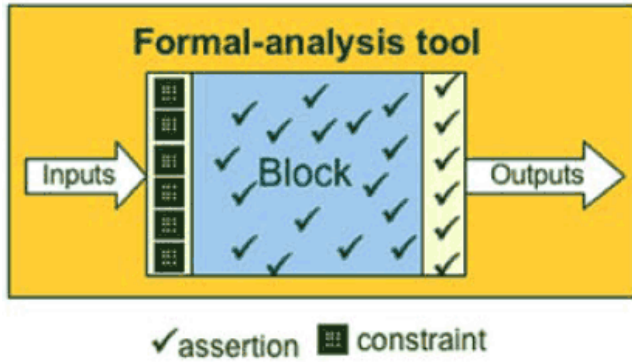 Formal-analysis tool
Inputs
Block
Outputs
assertion constraint